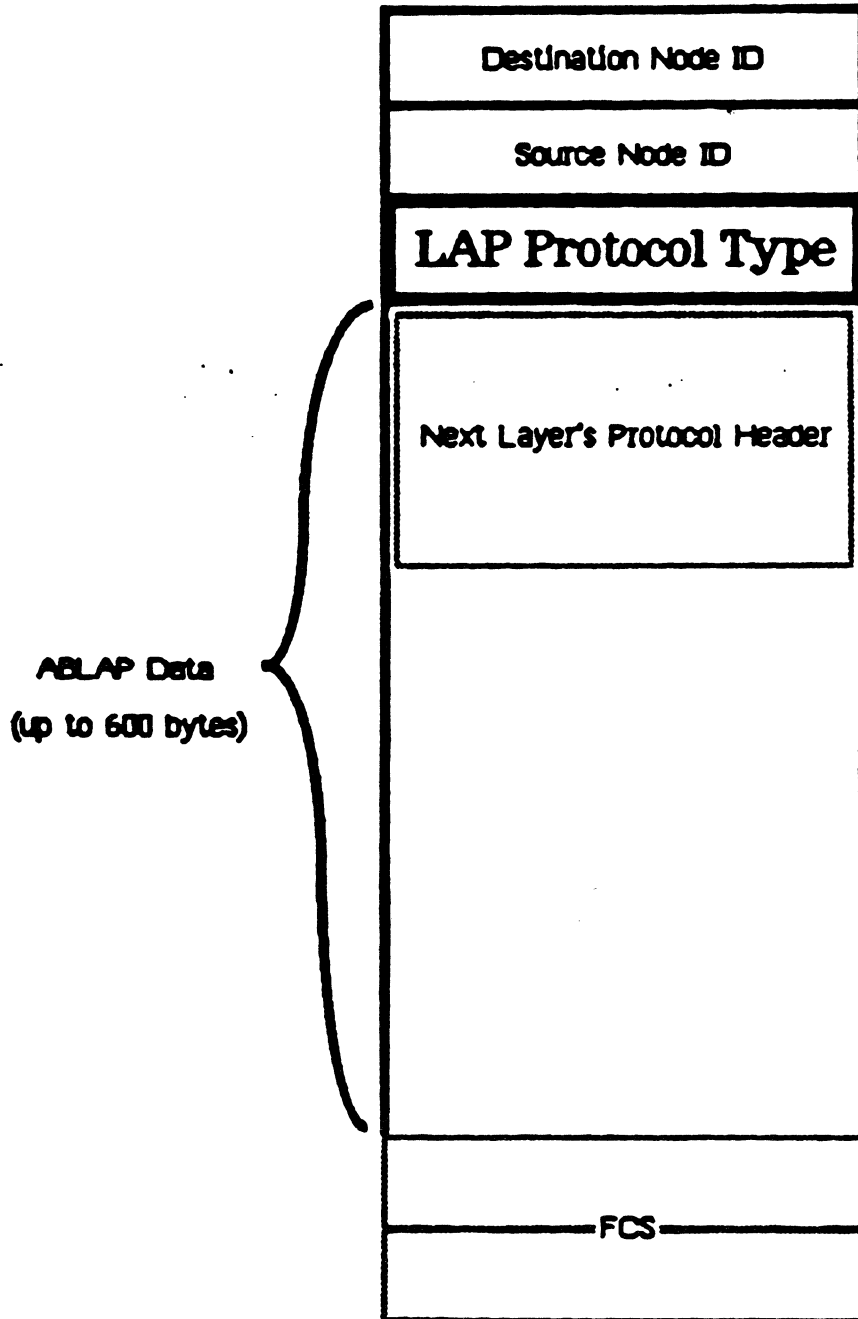 Destination Node ID
Source Node ID
LAP Protocol Type
Next Layer's Protocol Header
ABLAP Data
(up to 600 bytes)
FCS